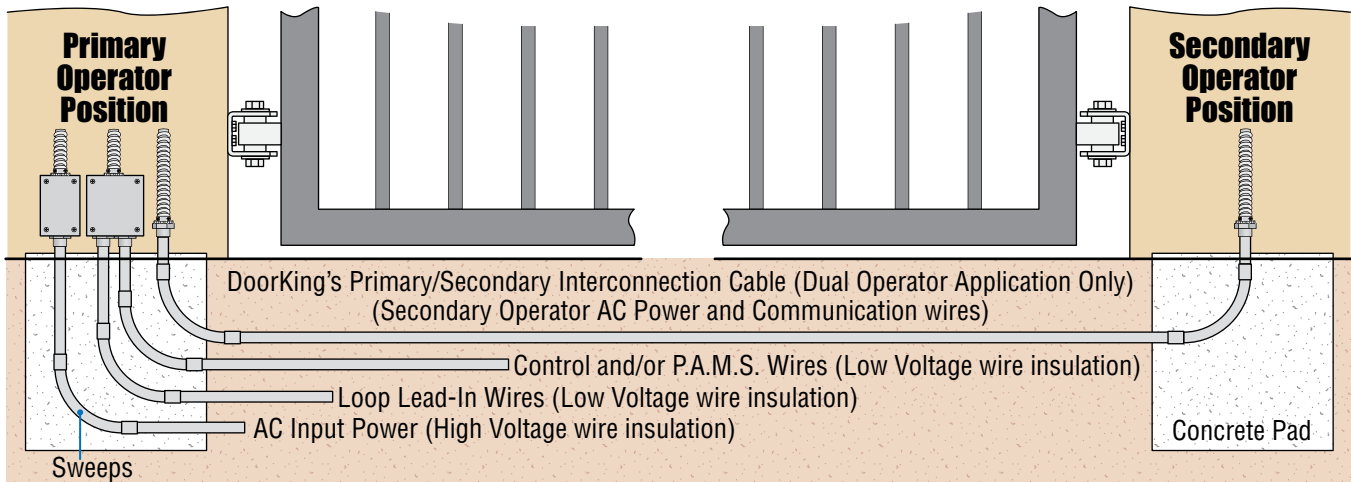 Primary
Operator
Position
Secondary
Operator
Position
DoorKing’s Primary/Secondary Interconnection Cable (Dual Operator Application Only)
(Secondary Operator AC Power and Communication wires)
Control and/or P.A.M.S. Wires (Low Voltage wire insulation)
Loop Lead-In Wires (Low Voltage wire insulation)
AC Input Power (High Voltage wire insulation)
Concrete Pad
Sweeps